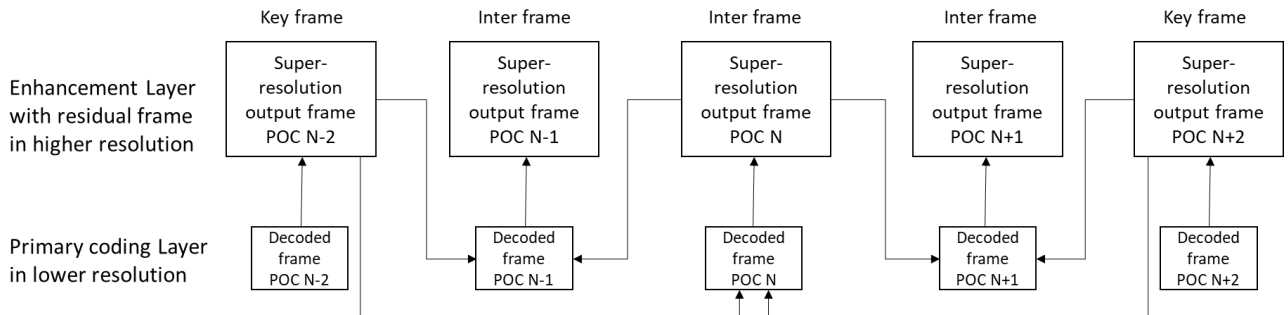 Key frame
Inter frame
Inter frame
Inter frame
Key frame
Enhancement Layer
with residual frame
in higher resolution
Super-
resolution
output frame
POC N-2
Super-
resolution
output frame
POC N-1
Super-
resolution
output frame
POC N
Super-
resolution
output frame
POC N+1
Super-
resolution
output frame
POC N+2
Primary coding Layer
in lower resolution
Decoded
frame
POC N-2
Decoded
frame
POC N-1
Decoded
frame
POC N
Decoded
frame
POC N+1
Decoded
frame
POC N+2